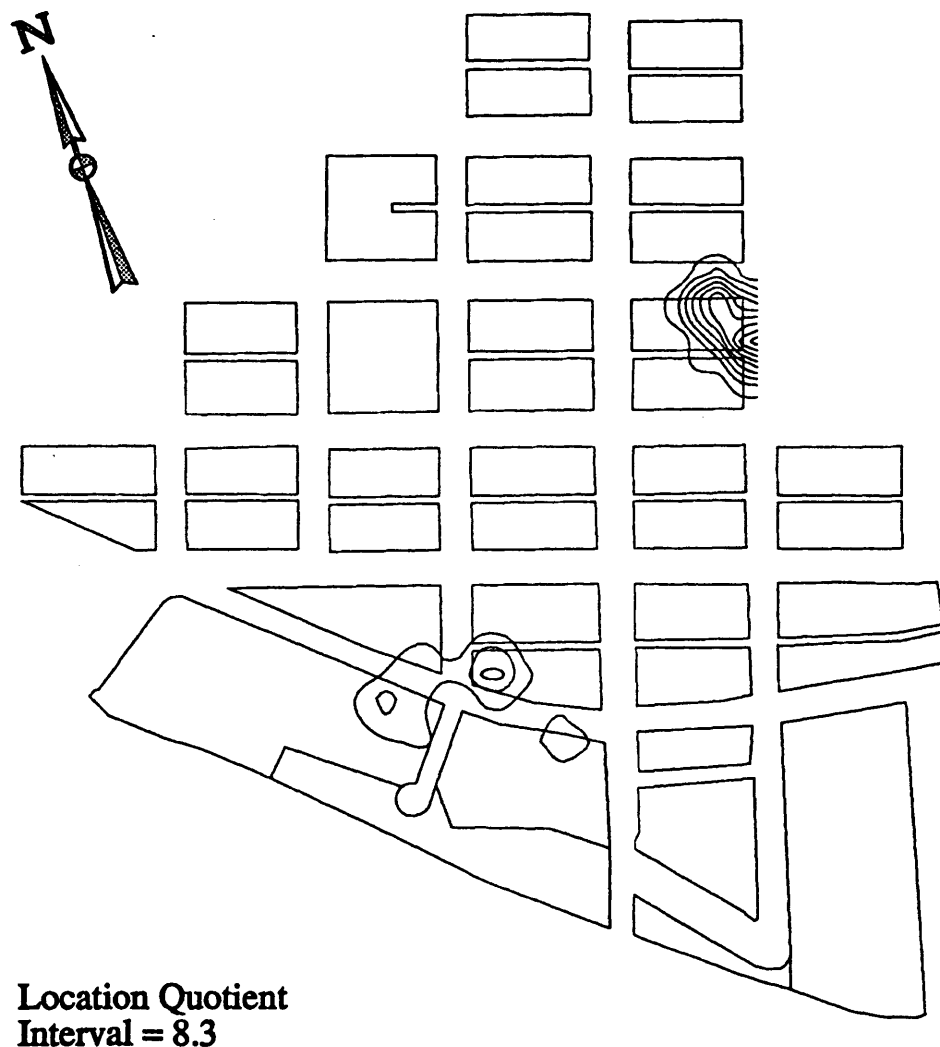 N
Location Quotient
Interval = 8.3